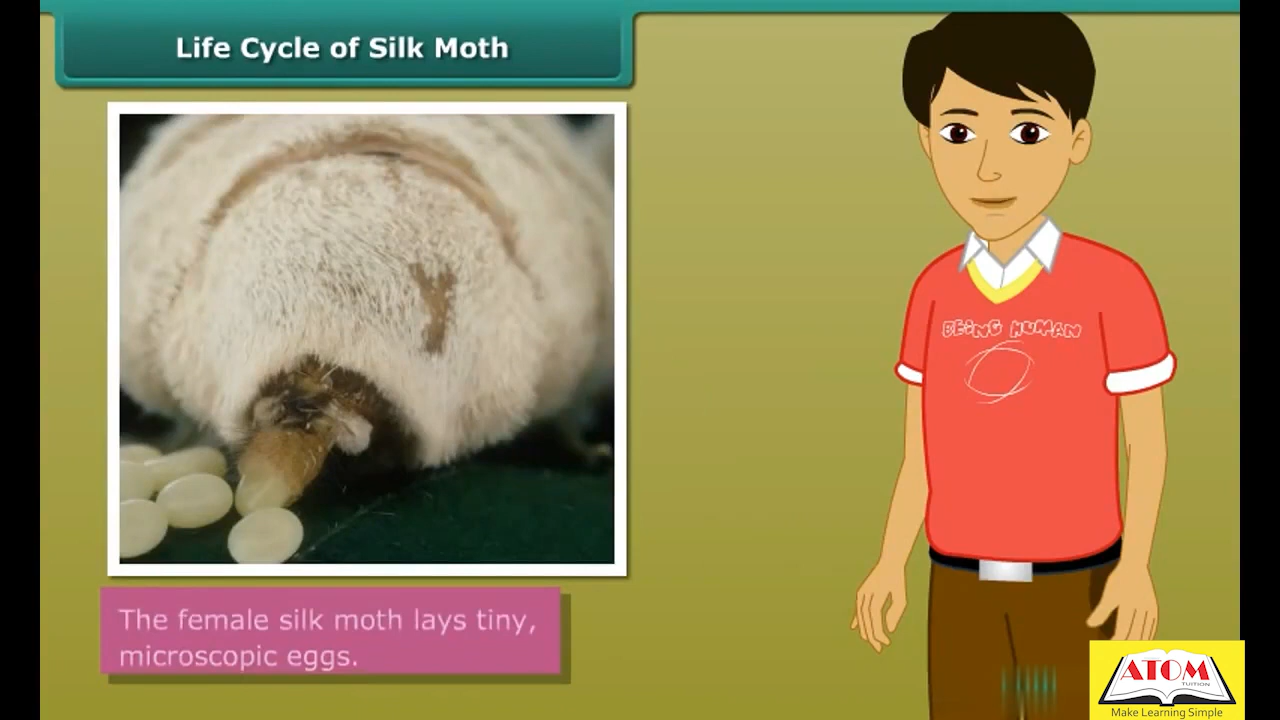 Life Cycle of Silk Moth
BEING HUMAN
The female silk moth lays tiny,
microscopic eggs.
ATOM
TUITION
Make Learning Simple